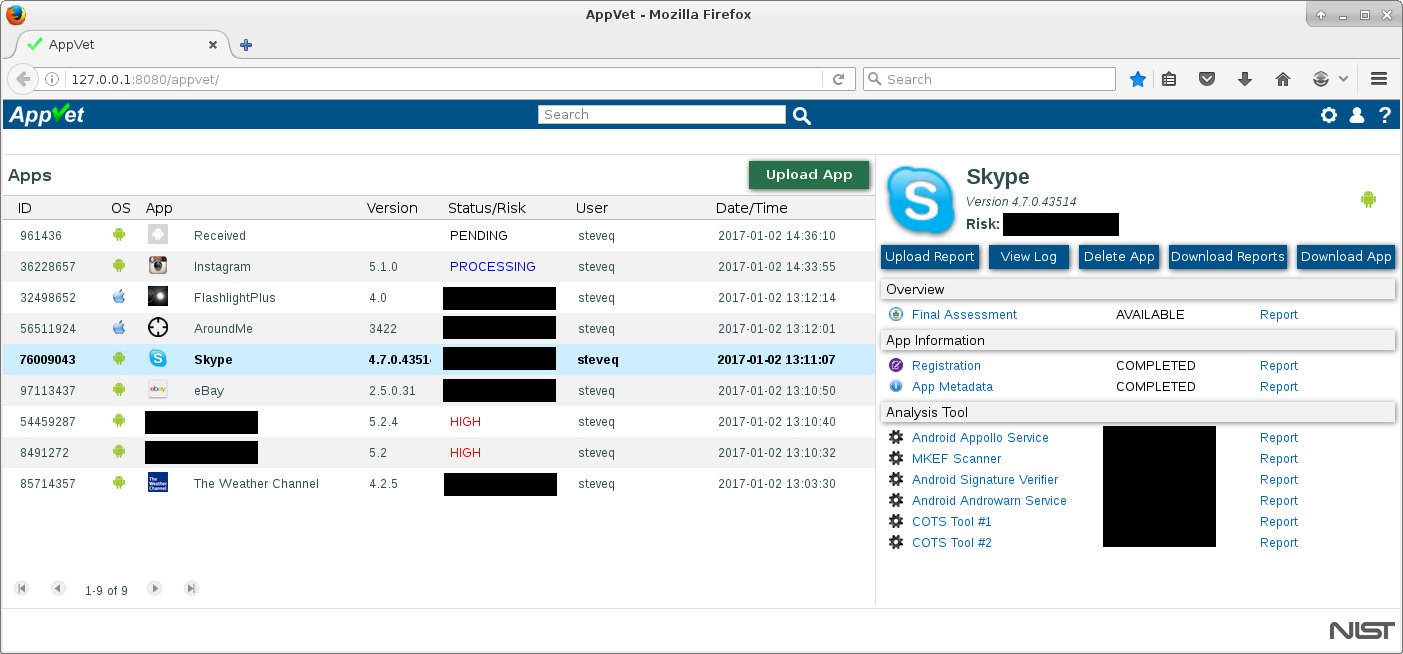 AppVet - Mozilla Firefox
AppVet
127.0.0.1:8080/appvet/
Search
AppVet
Search
?
Apps
Upload App
ID OS App Version Status/Risk User Date/Time
961436 Received PENDING steveq 2017-01-02 14:36:10
36228657 Instagram 5.1.0 PROCESSING steveq 2017-01-02 14:33:55
32498652 FlashlightPlus 4.0 steveq 2017-01-02 13:12:14
56511924 AroundMe 3422 steveq 2017-01-02 13:12:01
76009043 Skype 4.7.0.4351 steveq 2017-01-02 13:11:07
97113437 ebay eBay 2.5.0.31 steveq 2017-01-02 13:10:50
54459287 5.2.4 HIGH steveq 2017-01-02 13:10:40
8491272 5.2 HIGH steveq 2017-01-02 13:10:32
85714357 The Weather Channel The Weather Channel 4.2.5 steveq 2017-01-02 13:03:30
1-9 of 9
Skype
Version 4.7.0.43514
Risk:
Upload Report View Log Delete App Download Reports Download App
Overview
Final Assessment AVAILABLE Report
App Information
Registration COMPLETED Report
App Metadata COMPLETED Report
Analysis Tool
Android Appollo Service Report
MKEF Scanner Report
Android Signature Verifier Report
Android Androwarn Service Report
COTS Tool #1 Report
COTS Tool #2 Report
NIST